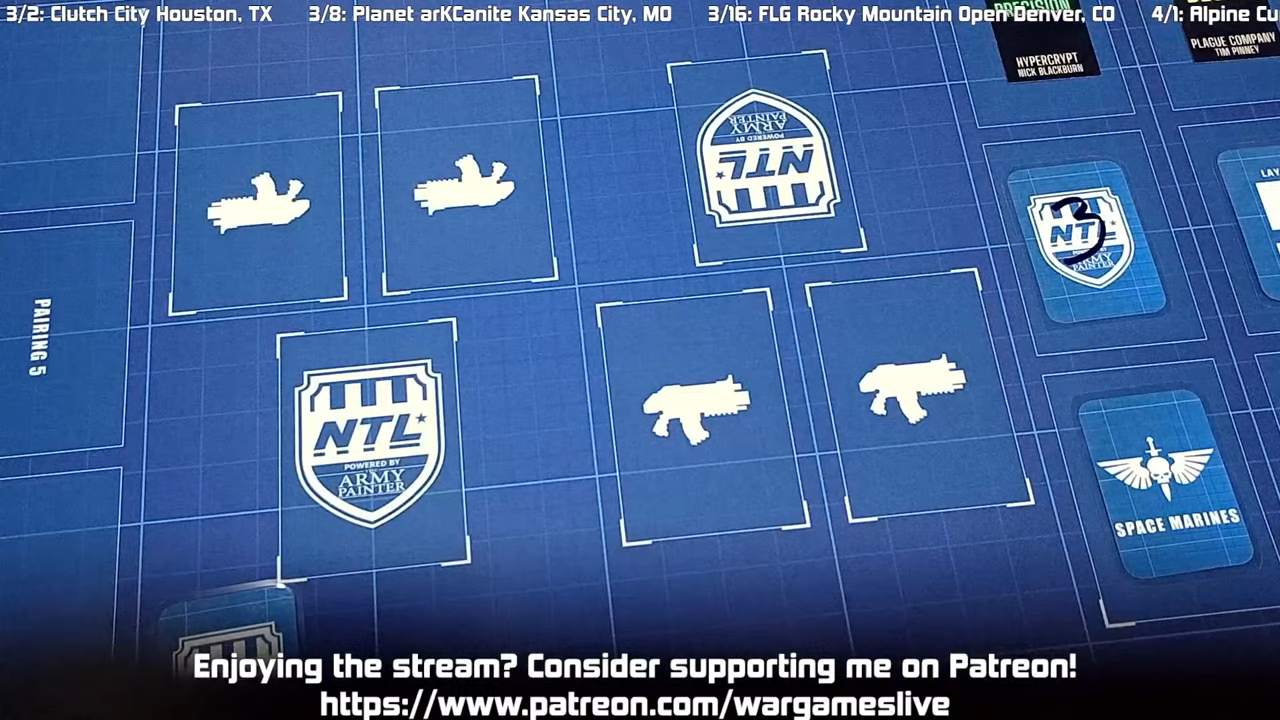 3/2: Clutch City Houston, TX 3/8: Planet arKCanite Kansas City, MO 3/16: FLG Rocky Mountain Open Denver, CO 4/1: Alpine Cu
PRECISION
HYPERCRYPT
NICK BLACKBURN
PLAGUE COMPANY
TIM PINNEY
NTL
POWERED BY
ARMY
PAINTER
3
NTL
ARMY
PAINTER
LAY
PAIRING 5
NTL
POWERED BY
THE
ARMY
PAINTER
SPACE MARINES
Enjoying the stream? Consider supporting me on Patreon!
https://www.patreon.com/wargameslive